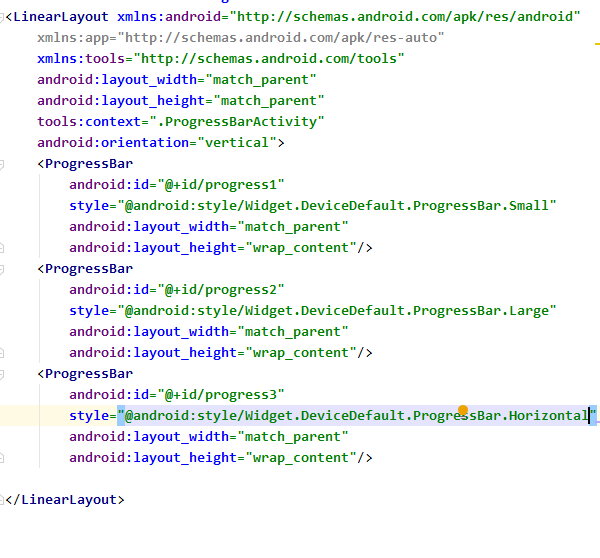 <LinearLayout xmlns:android="http://schemas.android.com/apk/res/android"
    xmlns:app="http://schemas.android.com/apk/res-auto"
    xmlns:tools="http://schemas.android.com/tools"
    android:layout_width="match_parent"
    android:layout_height="match_parent"
    tools:context=".ProgressBarActivity"
    android:orientation="vertical">
    <ProgressBar
        android:id="@+id/progress1"
        style="@android:style/Widget.DeviceDefault.ProgressBar.Small"
        android:layout_width="match_parent"
        android:layout_height="wrap_content"/>
    <ProgressBar
        android:id="@+id/progress2"
        style="@android:style/Widget.DeviceDefault.ProgressBar.Large"
        android:layout_width="match_parent"
        android:layout_height="wrap_content"/>
    <ProgressBar
        android:id="@+id/progress3"
        style="@android:style/Widget.DeviceDefault.ProgressBar.Horizontal"
        android:layout_width="match_parent"
        android:layout_height="wrap_content"/>
</LinearLayout>